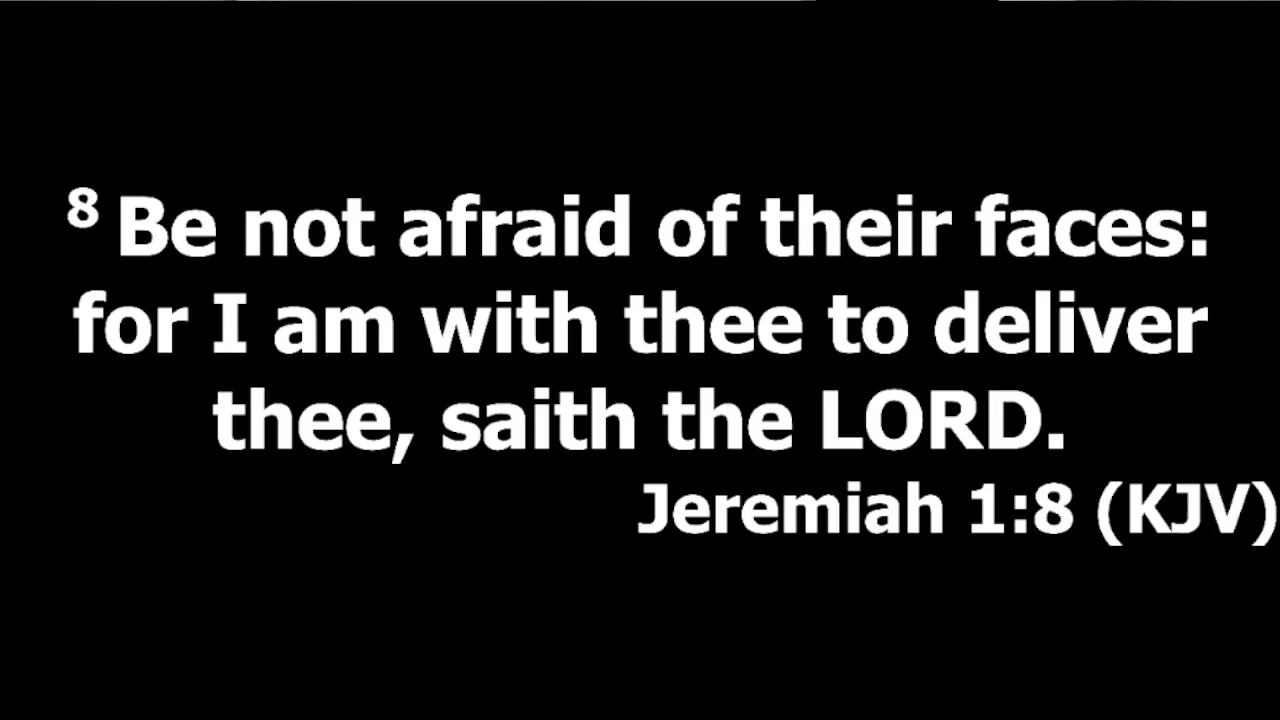 8 Be not afraid of their faces:
for I am with thee to deliver
thee, saith the LORD.
Jeremiah 1:8 (KJV)